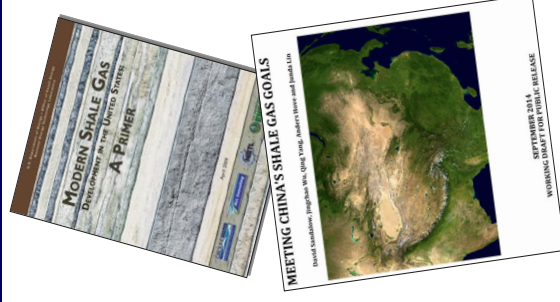 MODERN SHALE GAS
DEVELOPMENT IN THE UNITED STATES:
A PRIMER
April 2009
NETL
MEETING CHINA'S SHALE GAS GOALS
David Sandalow, Jingchao Wu, Qing Yang, Anders Hove and Junda Lin
SEPTEMBER 2014
WORKING DRAFT FOR PUBLIC RELEASE